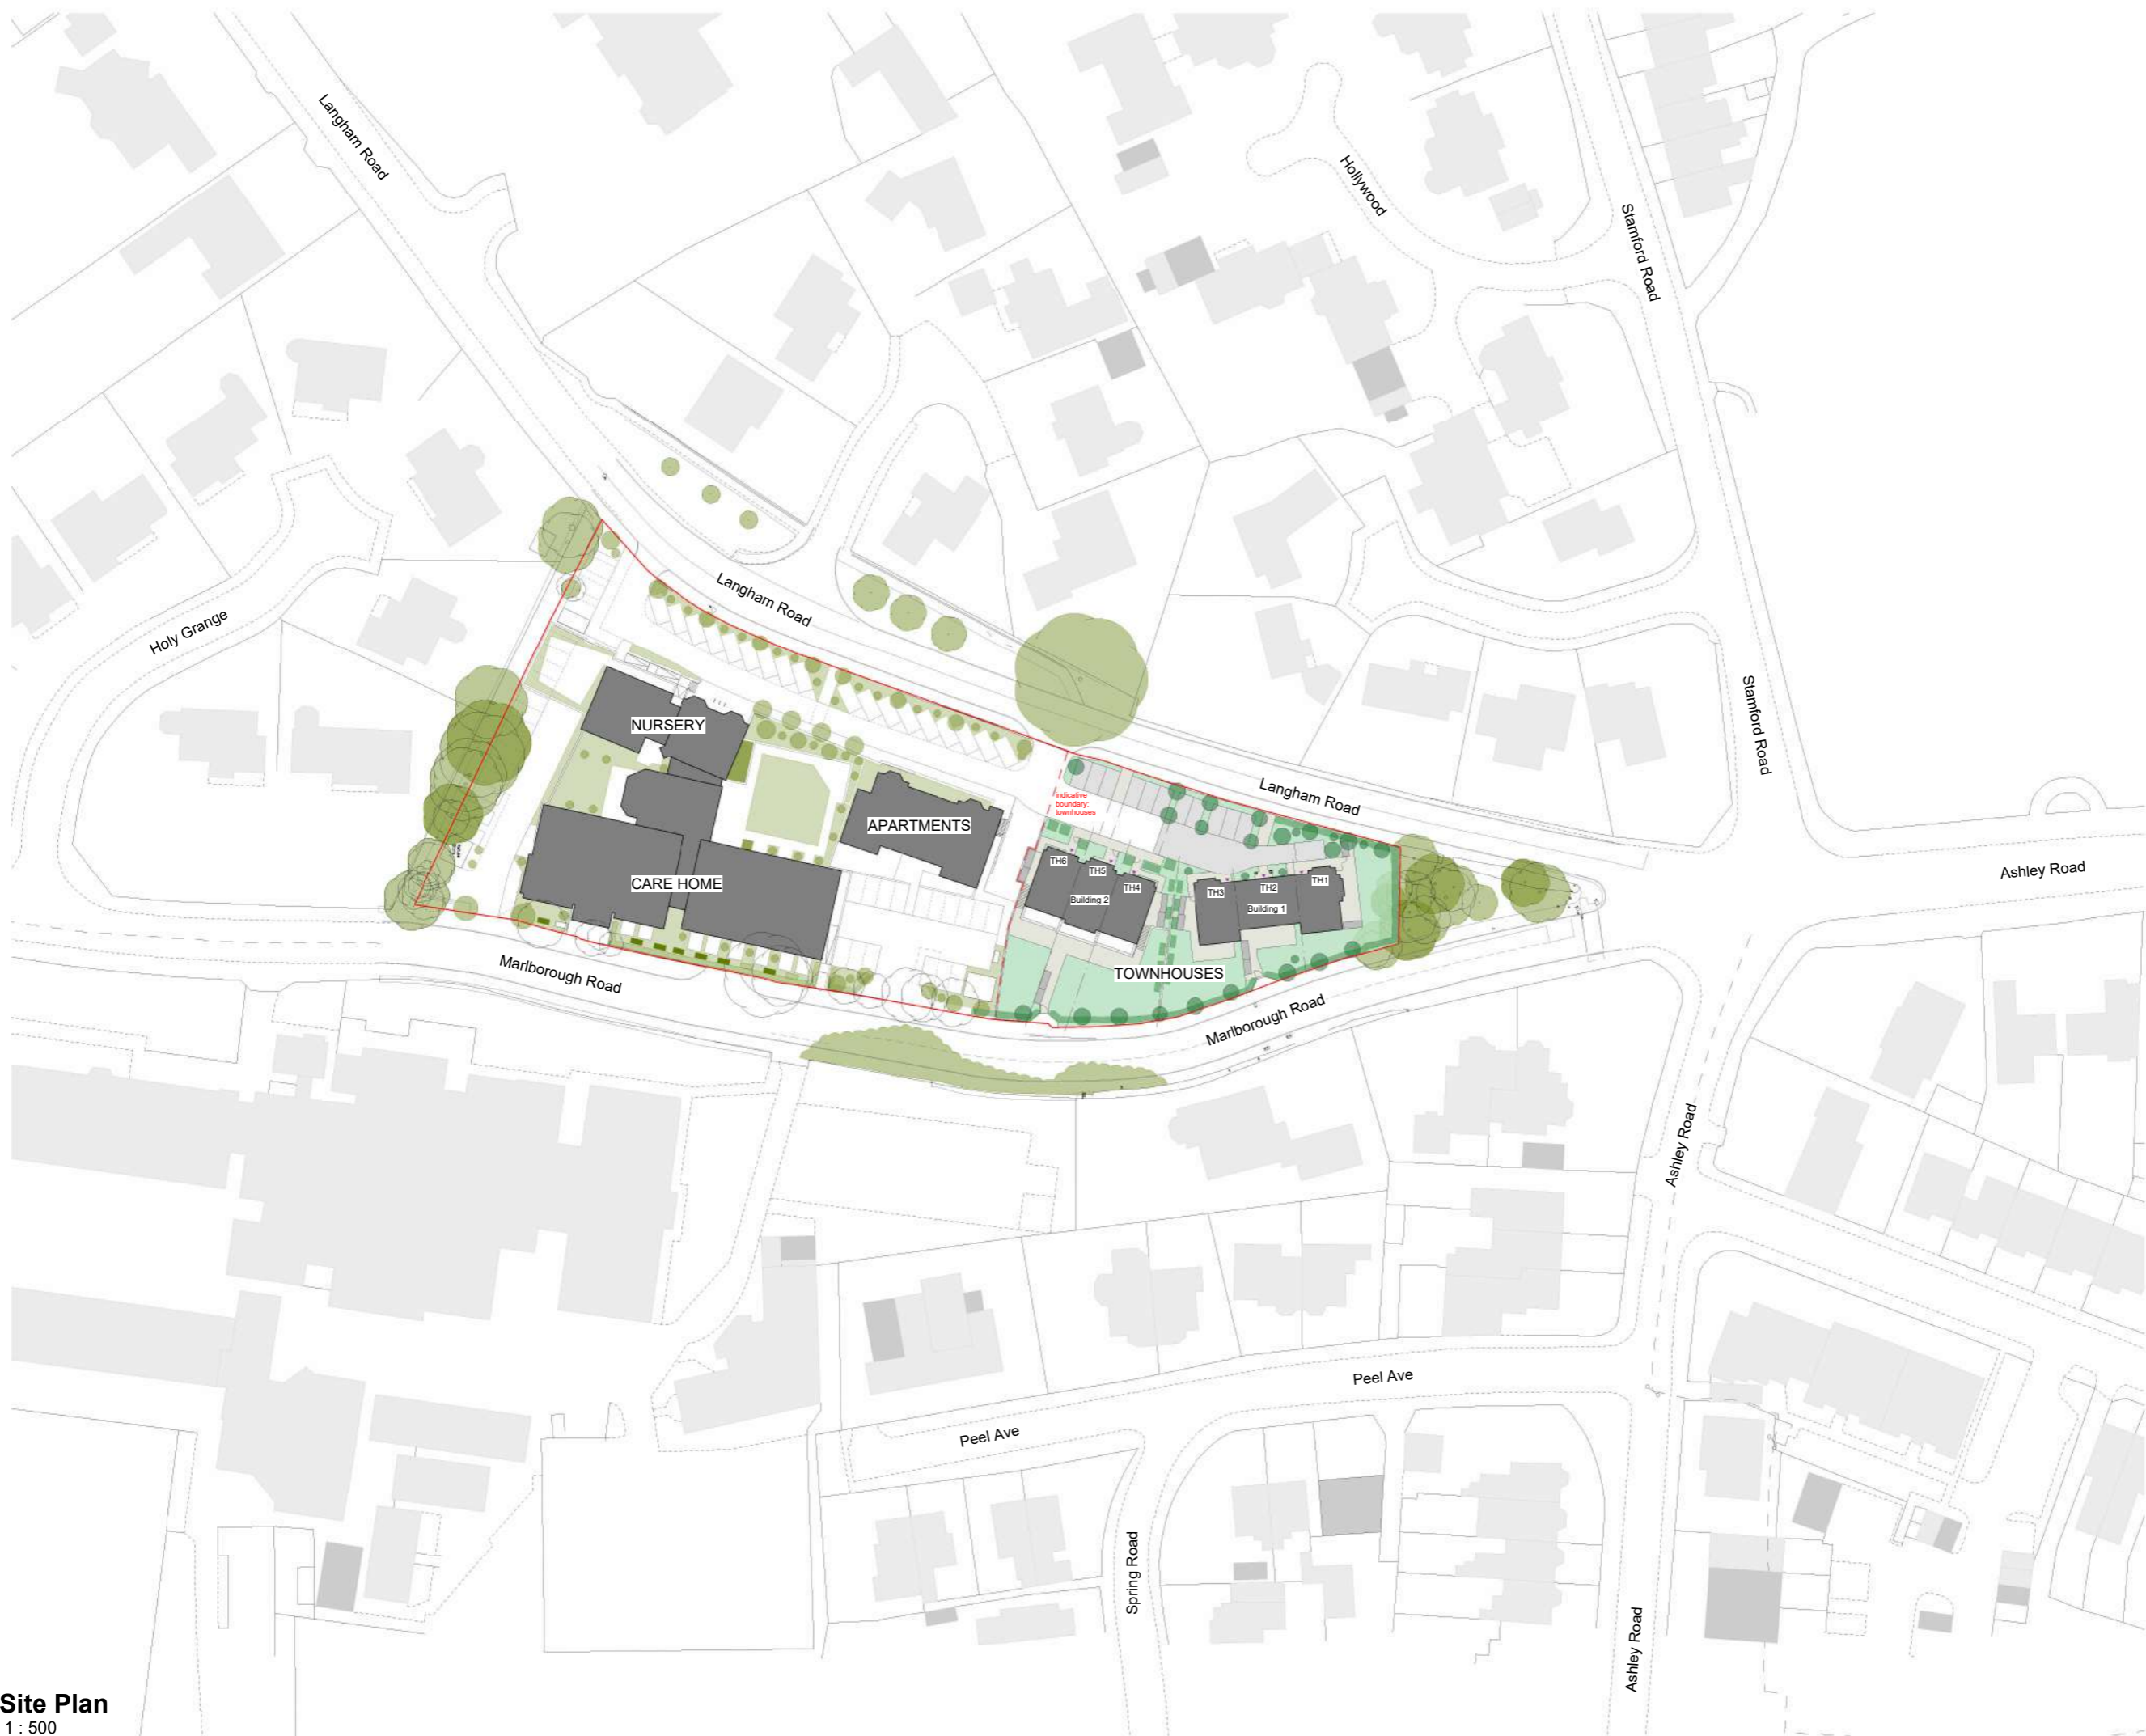 Langham Road
Hollywood
Stamford Road
Langham Road
Holy Grange
Stamford Road
NURSERY
indicative
boundary:
townhouses
Langham Road
APARTMENTS
TH6
TH5
TH4
TH3
TH2
TH1
Ashley Road
CARE HOME
Building 2
Building 1
Marlborough Road
TOWNHOUSES
Marlborough Road
Ashley Road
Peel Ave
Peel Ave
Spring Road
Ashley Road
Site Plan
1 : 500